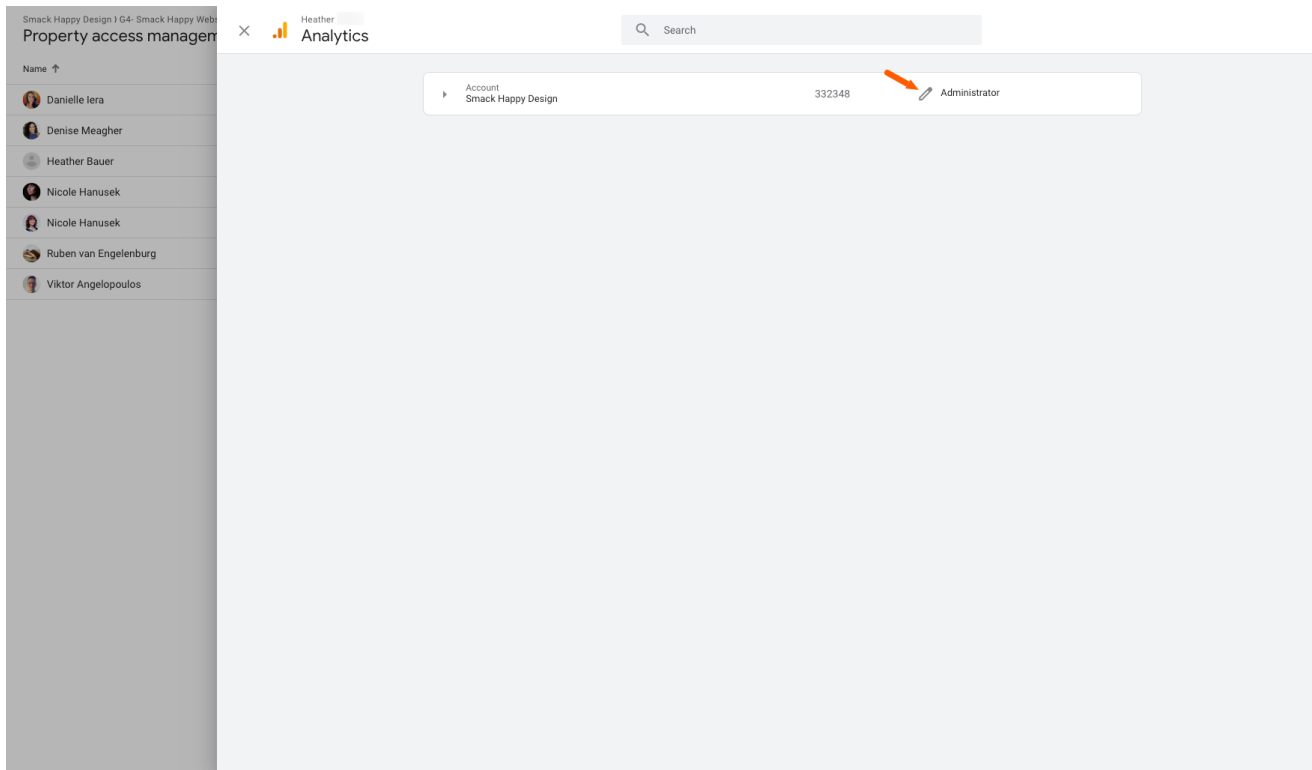 Smack Happy Design > G4- Smack Happy Webs
Property access managem
Name ↑
Danielle Iera
Denise Meagher
Heather Bauer
Nicole Hanusek
Nicole Hanusek
Ruben van Engelenburg
Viktor Angelopoulos
Heather
Analytics
Search
Account
Smack Happy Design
332348
Administrator